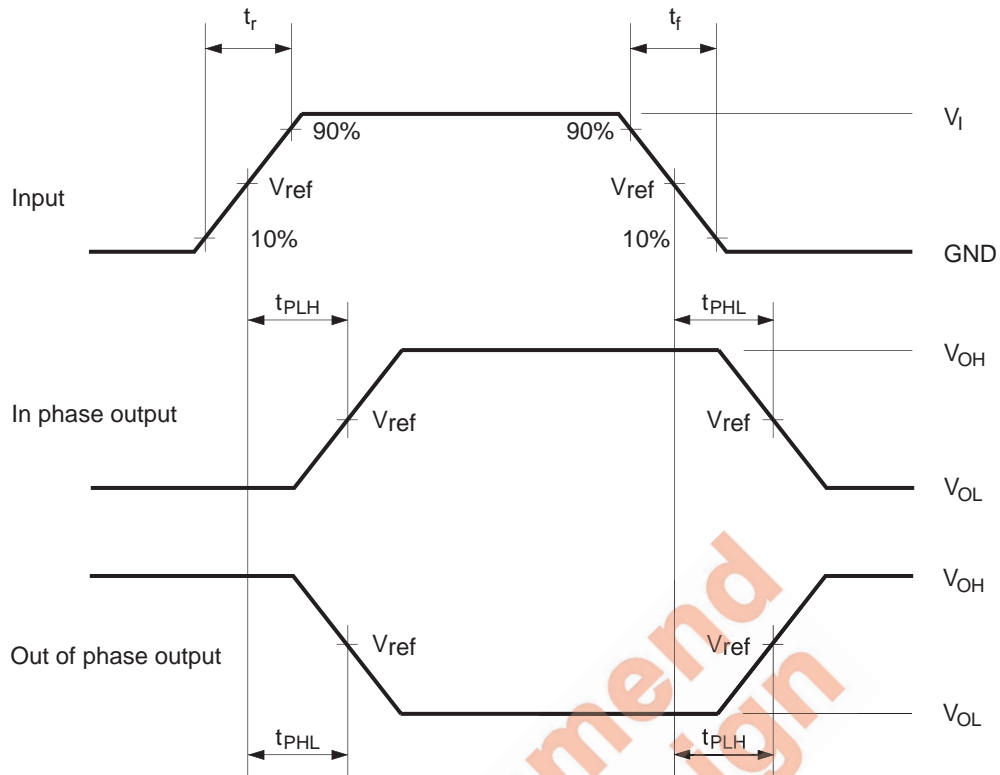 tr
tf
VI
90%
90%
Input
Vref
Vref
10%
10%
GND
tPLH
tPHL
VOH
In phase output
Vref
Vref
VOL
VOH
Out of phase output
Vref
Vref
VOL
tPHL
tPLH